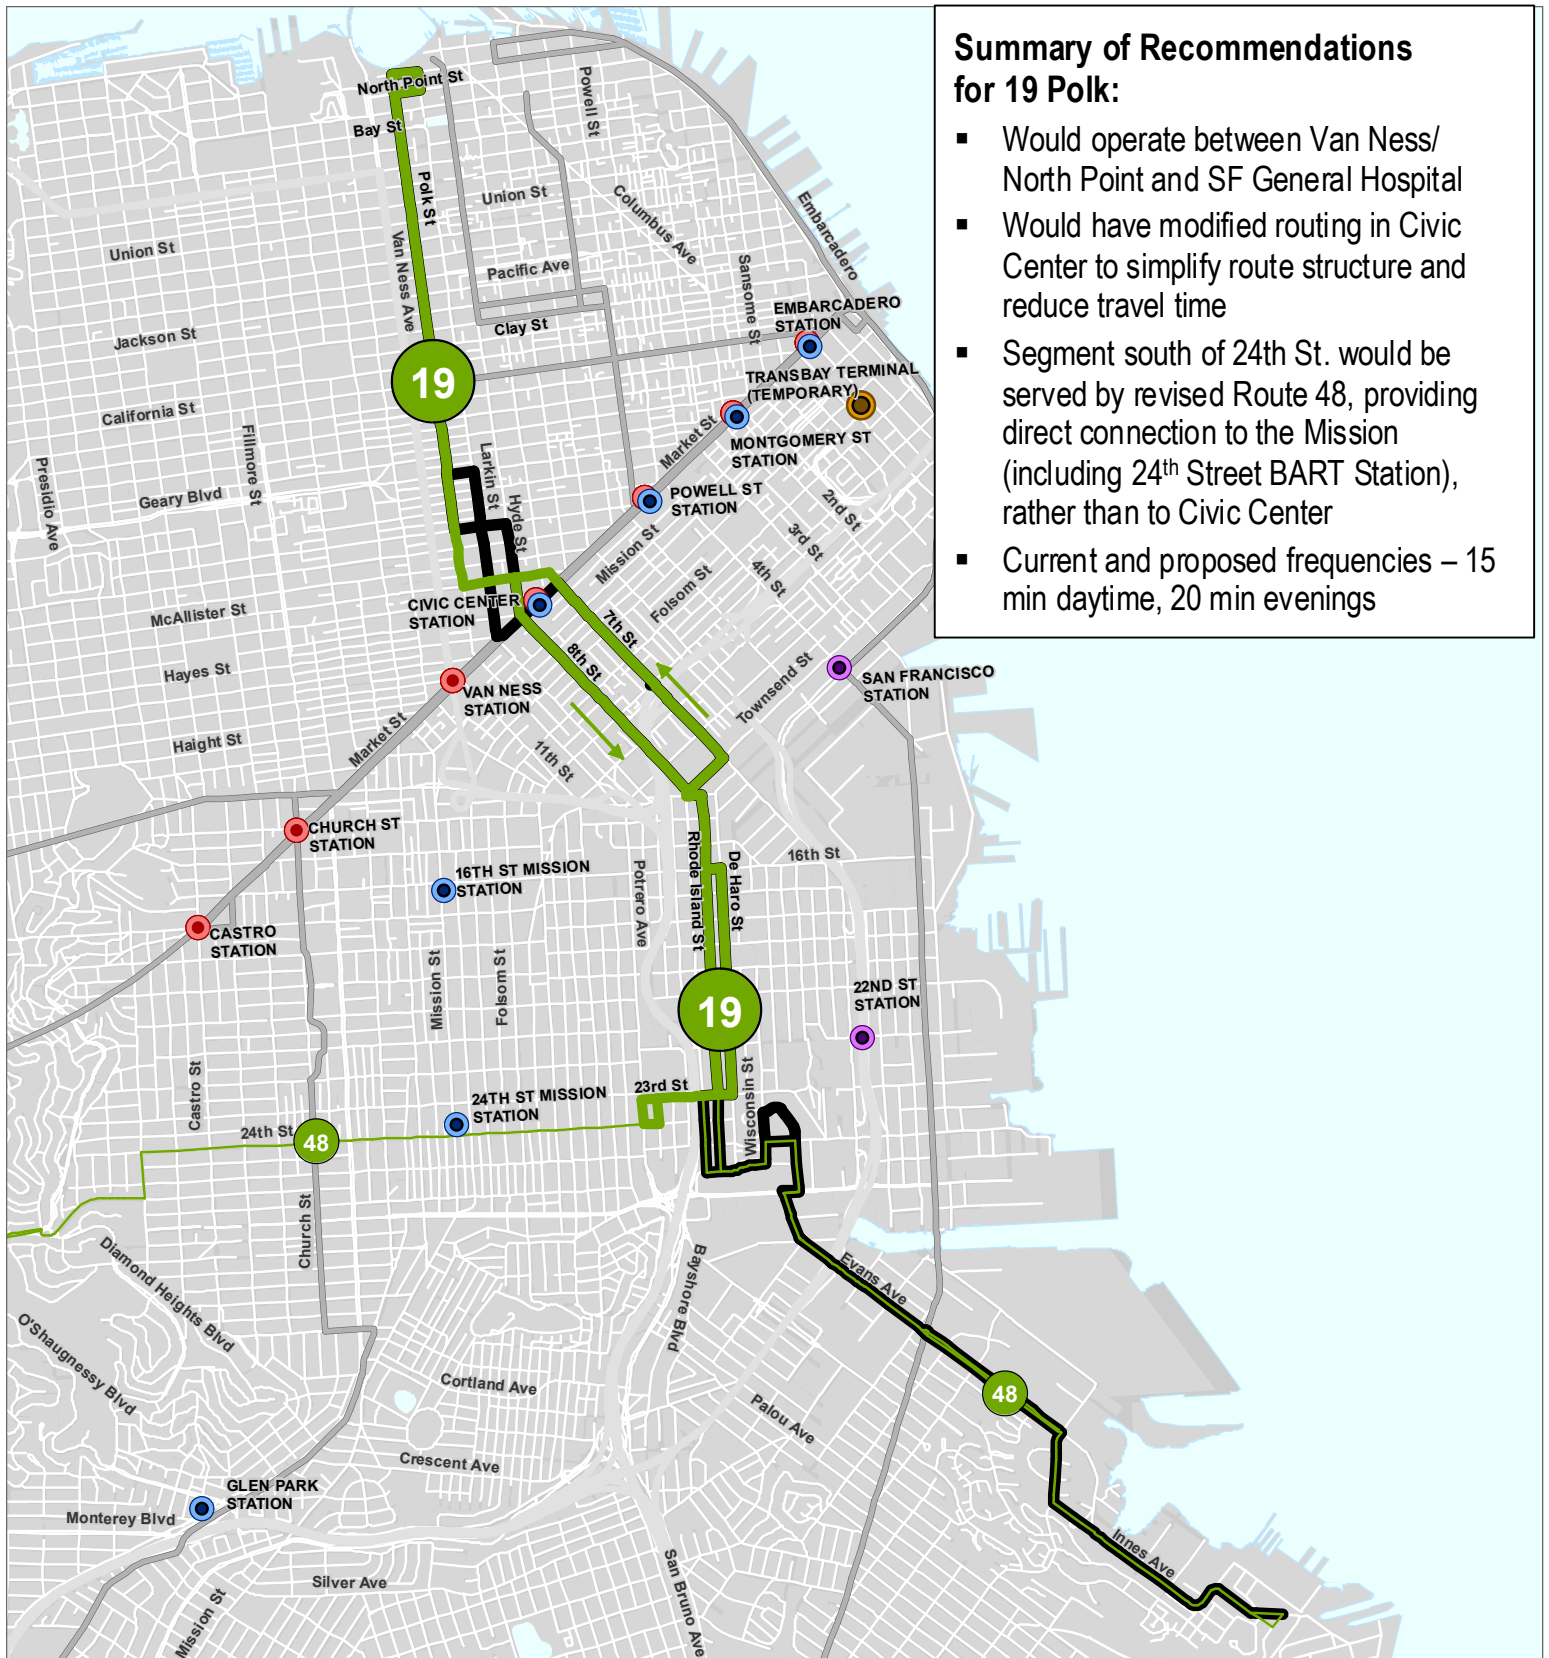 Summary of Recommendations
for 19 Polk:
▪ Would operate between Van Ness/
North Point and SF General Hospital
▪ Would have modified routing in Civic
Center to simplify route structure and
reduce travel time
▪ Segment south of 24th St. would be
served by revised Route 48, providing
direct connection to the Mission
(including 24th Street BART Station),
rather than to Civic Center
▪ Current and proposed frequencies – 15
min daytime, 20 min evenings
North Point St
Bay St
Polk St
Powell St
Union St
Columbus Ave
Embarcadero
Union St
Van Ness Ave
Pacific Ave
Sansome St
Jackson St
Clay St
EMBARCADERO
STATION
19
TRANSBAY TERMINAL
(TEMPORARY)
California St
Fillmore St
Market St
MONTGOMERY ST
STATION
Presidio Ave
Geary Blvd
Larkin St
Hyde St
POWELL ST
STATION
2nd St
3rd St
Mission St
4th St
Folsom St
McAllister St
CIVIC CENTER
STATION
7th St
8th St
Hayes St
VAN NESS
STATION
Townsend St
SAN FRANCISCO
STATION
Haight St
Market St
11th St
CHURCH ST
STATION
Rhode Island St
De Haro St
16th St
16TH ST MISSION
STATION
Potrero Ave
CASTRO
STATION
Mission St
Folsom St
19
22ND ST
STATION
Castro St
24TH ST MISSION
STATION
23rd St
Wisconsin St
24th St
48
Church St
Diamond Heights Blvd
Bayshore Blvd
Evans Ave
O'Shaugnessy Blvd
Cortland Ave
48
Palou Ave
Crescent Ave
GLEN PARK
STATION
Monterey Blvd
Innes Ave
Silver Ave
Mission St
San Bruno Ave